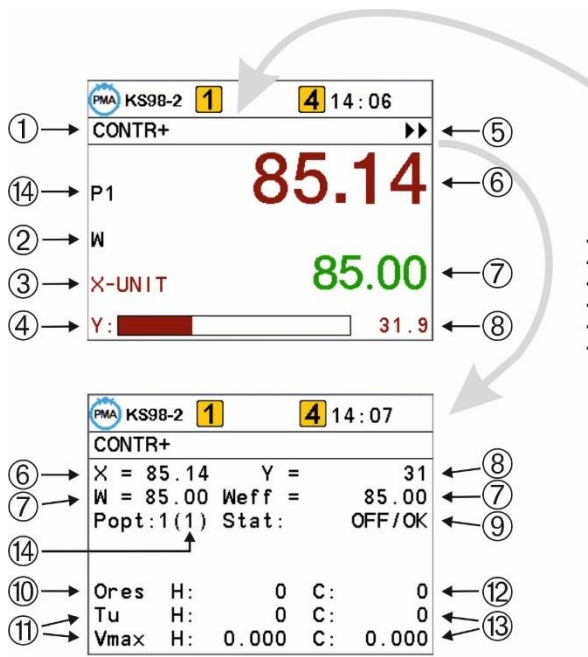 PMA KS98-2 1 4 14:06
① CONTR+ ▶▶ ⑤
85.14 ⑥
⑭ P1
② W
85.00 ⑦
③ X-UNIT
④ Y: 31.9 ⑧
PMA KS98-2 1 4 14:07
CONTR+
⑥ X = 85.14 Y = 31 ⑧
⑦ W = 85.00 Weff = 85.00 ⑦
Popt:1(1) Stat: OFF/OK ⑨
⑭
⑩ Ores H: 0 C: 0 ⑫
⑪ Tu H: 0 C: 0 ⑬
Vmax H: 0.000 C: 0.000